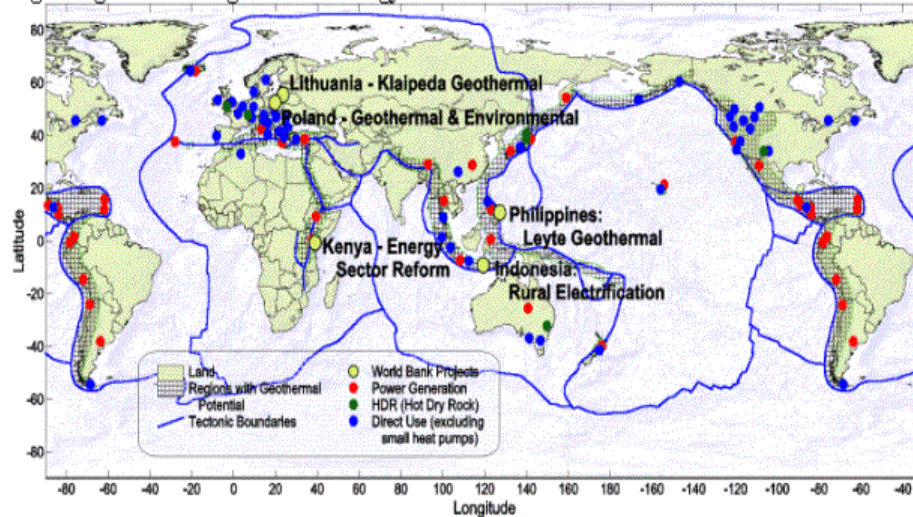 80
60
40
20
0
-20
-40
-60
-80
Latitude
Lithuania - Klaipeda Geothermal
Poland - Geothermal & Environmental
Philippines:
Leyte Geothermal
Kenya - Energy
Sector Reform
Indonesia:
Rural Electrification
Land
Regions with Geothermal
Potential
Tectonic Boundaries
World Bank Projects
Power Generation
HDR (Hot Dry Rock)
Direct Use (excluding
small heat pumps)
-80 -60 -40 -20 0 20 40 60 80 100 120 140 160 180 -160 -140 -120 -100 -80 -60 -40
Longitude